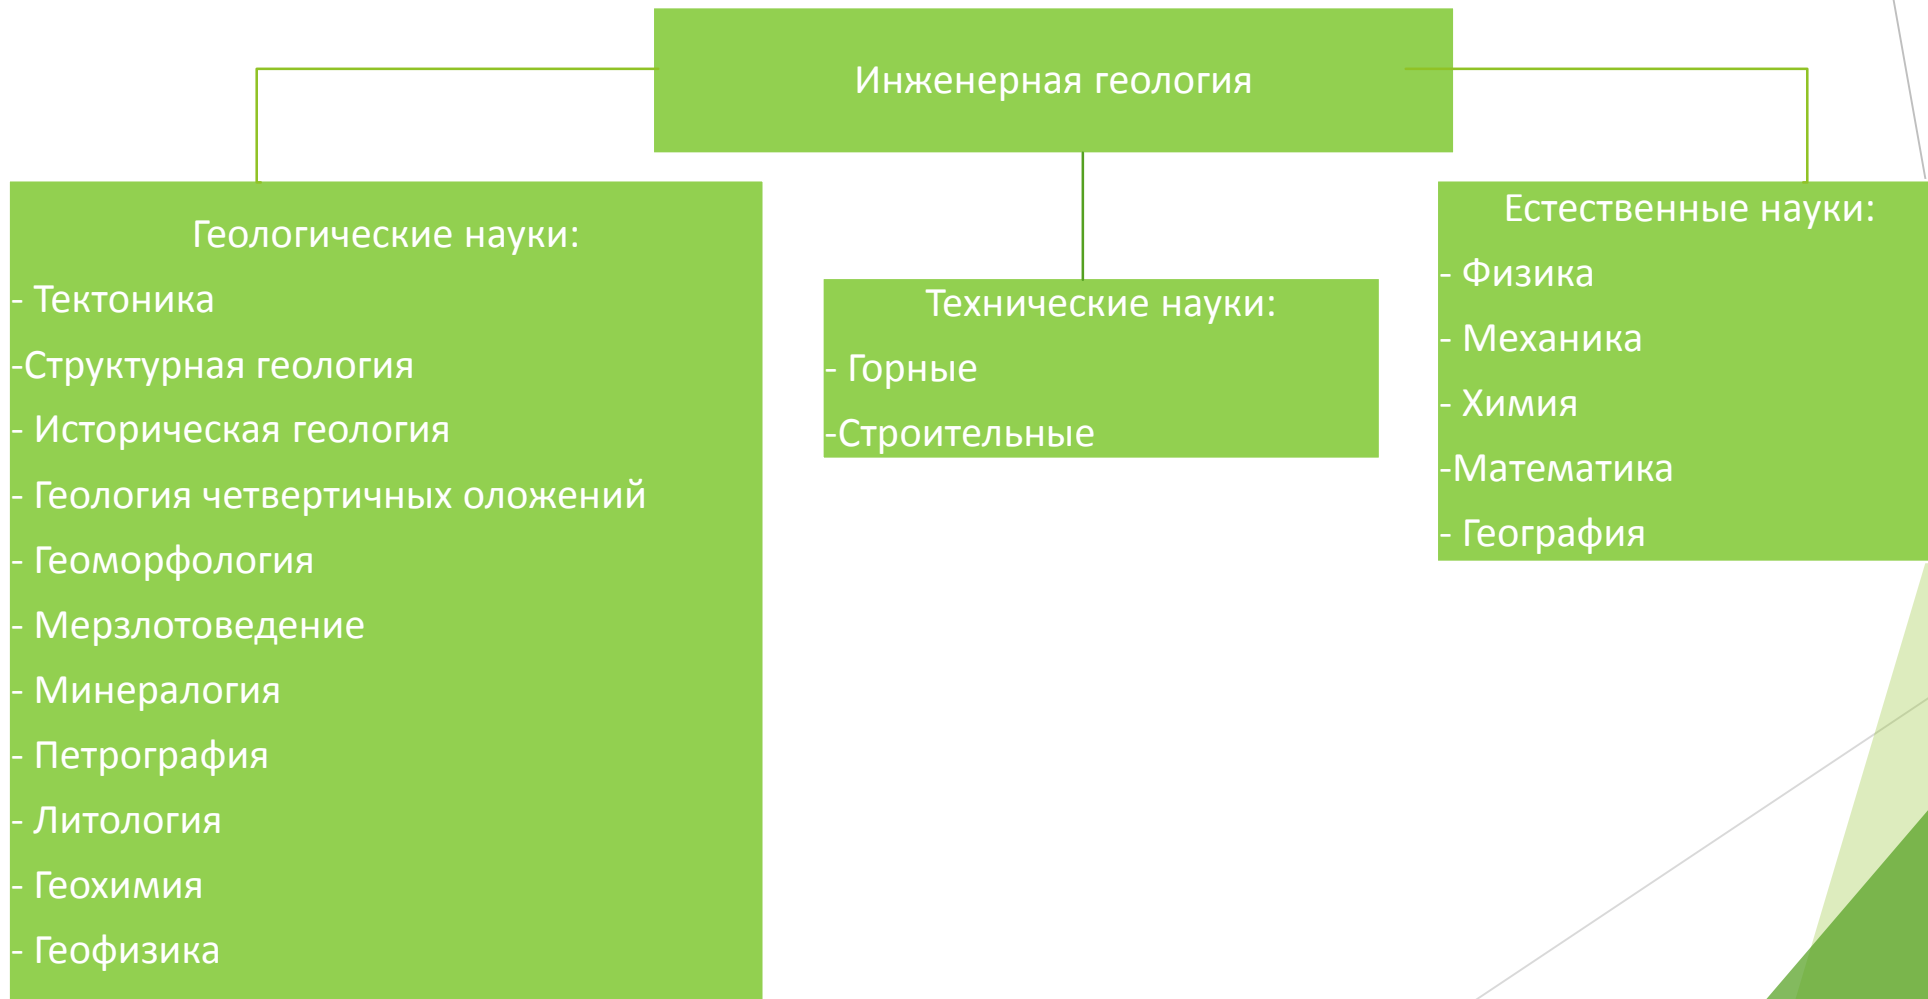 Инженерная геология
Геологические науки:
- Тектоника
-Структурная геология
- Историческая геология
- Геология четвертичных оложений
- Геоморфология
- Мерзлотоведение
- Минералогия
- Петрография
- Литология
- Геохимия
- Геофизика
Технические науки:
- Горные
-Строительные
Естественные науки:
- Физика
- Механика
- Химия
-Математика
- География